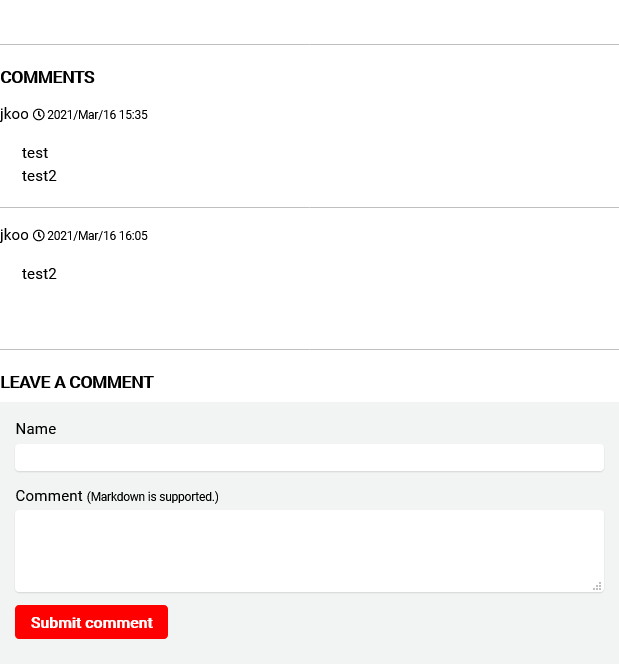 COMMENTS
jkoo 2021/Mar/16 15:35
test
test2
jkoo 2021/Mar/16 16:05
test2
LEAVE A COMMENT
Name
Comment (Markdown is supported.)
Submit comment